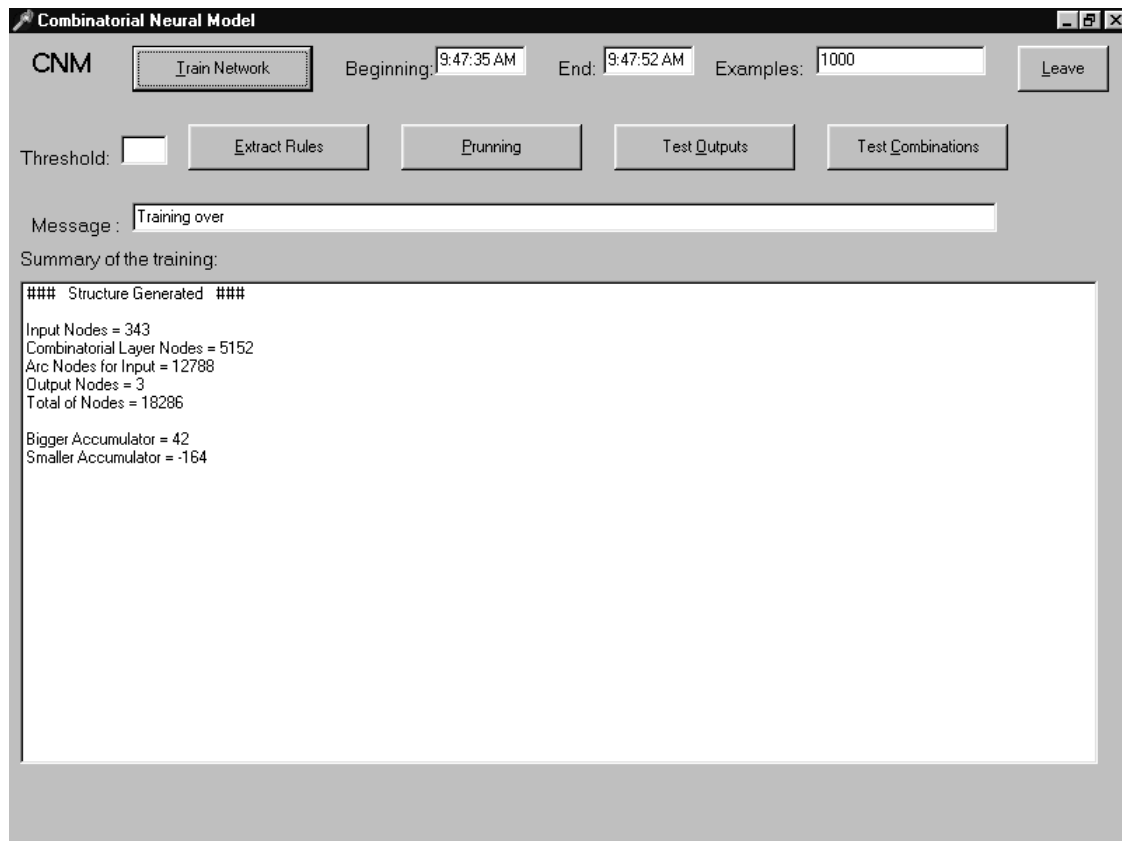 Combinatorial Neural Model
CNM Train Network Beginning: 9:47:35 AM End: 9:47:52 AM Examples: 1000 Leave
Threshold: Extract Rules Prunning Test Outputs Test Combinations
Message : Training over
Summary of the training:
### Structure Generated ###
Input Nodes = 343
Combinatorial Layer Nodes = 5152
Arc Nodes for Input = 12788
Output Nodes = 3
Total of Nodes = 18286
Bigger Accumulator = 42
Smaller Accumulator = -164